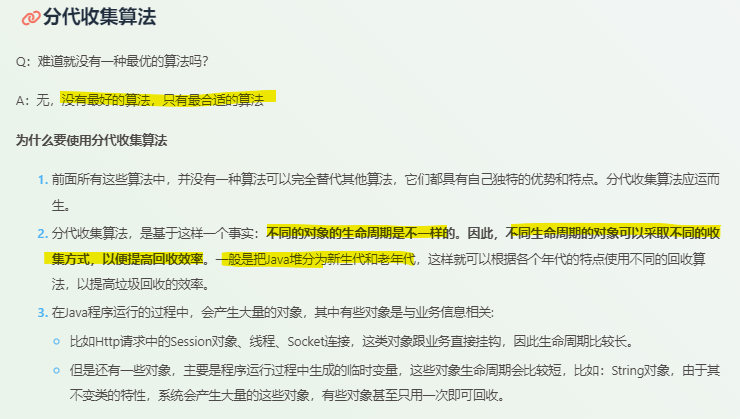 分代收集算法
Q：难道就没有一种最优的算法吗？
A：无，没有最好的算法，只有最合适的算法
为什么要使用分代收集算法
1. 前面所有这些算法中，并没有一种算法可以完全替代其他算法，它们都具有自己独特的优势和特点。分代收集算法应运而
生。
2. 分代收集算法，是基于这样一个事实：不同的对象的生命周期是不一样的。因此，不同生命周期的对象可以采取不同的收
集方式，以便提高回收效率。一般是把Java堆分为新生代和老年代，这样就可以根据各个年代的特点使用不同的回收算
法，以提高垃圾回收的效率。
3. 在Java程序运行的过程中，会产生大量的对象，其中有些对象是与业务信息相关:
比如Http请求中的Session对象、线程、Socket连接，这类对象跟业务直接挂钩，因此生命周期比较长。
但是还有一些对象，主要是程序运行过程中生成的临时变量，这些对象生命周期会比较短，比如：String对象，由于其
不变类的特性，系统会产生大量的这些对象，有些对象甚至只用一次即可回收。